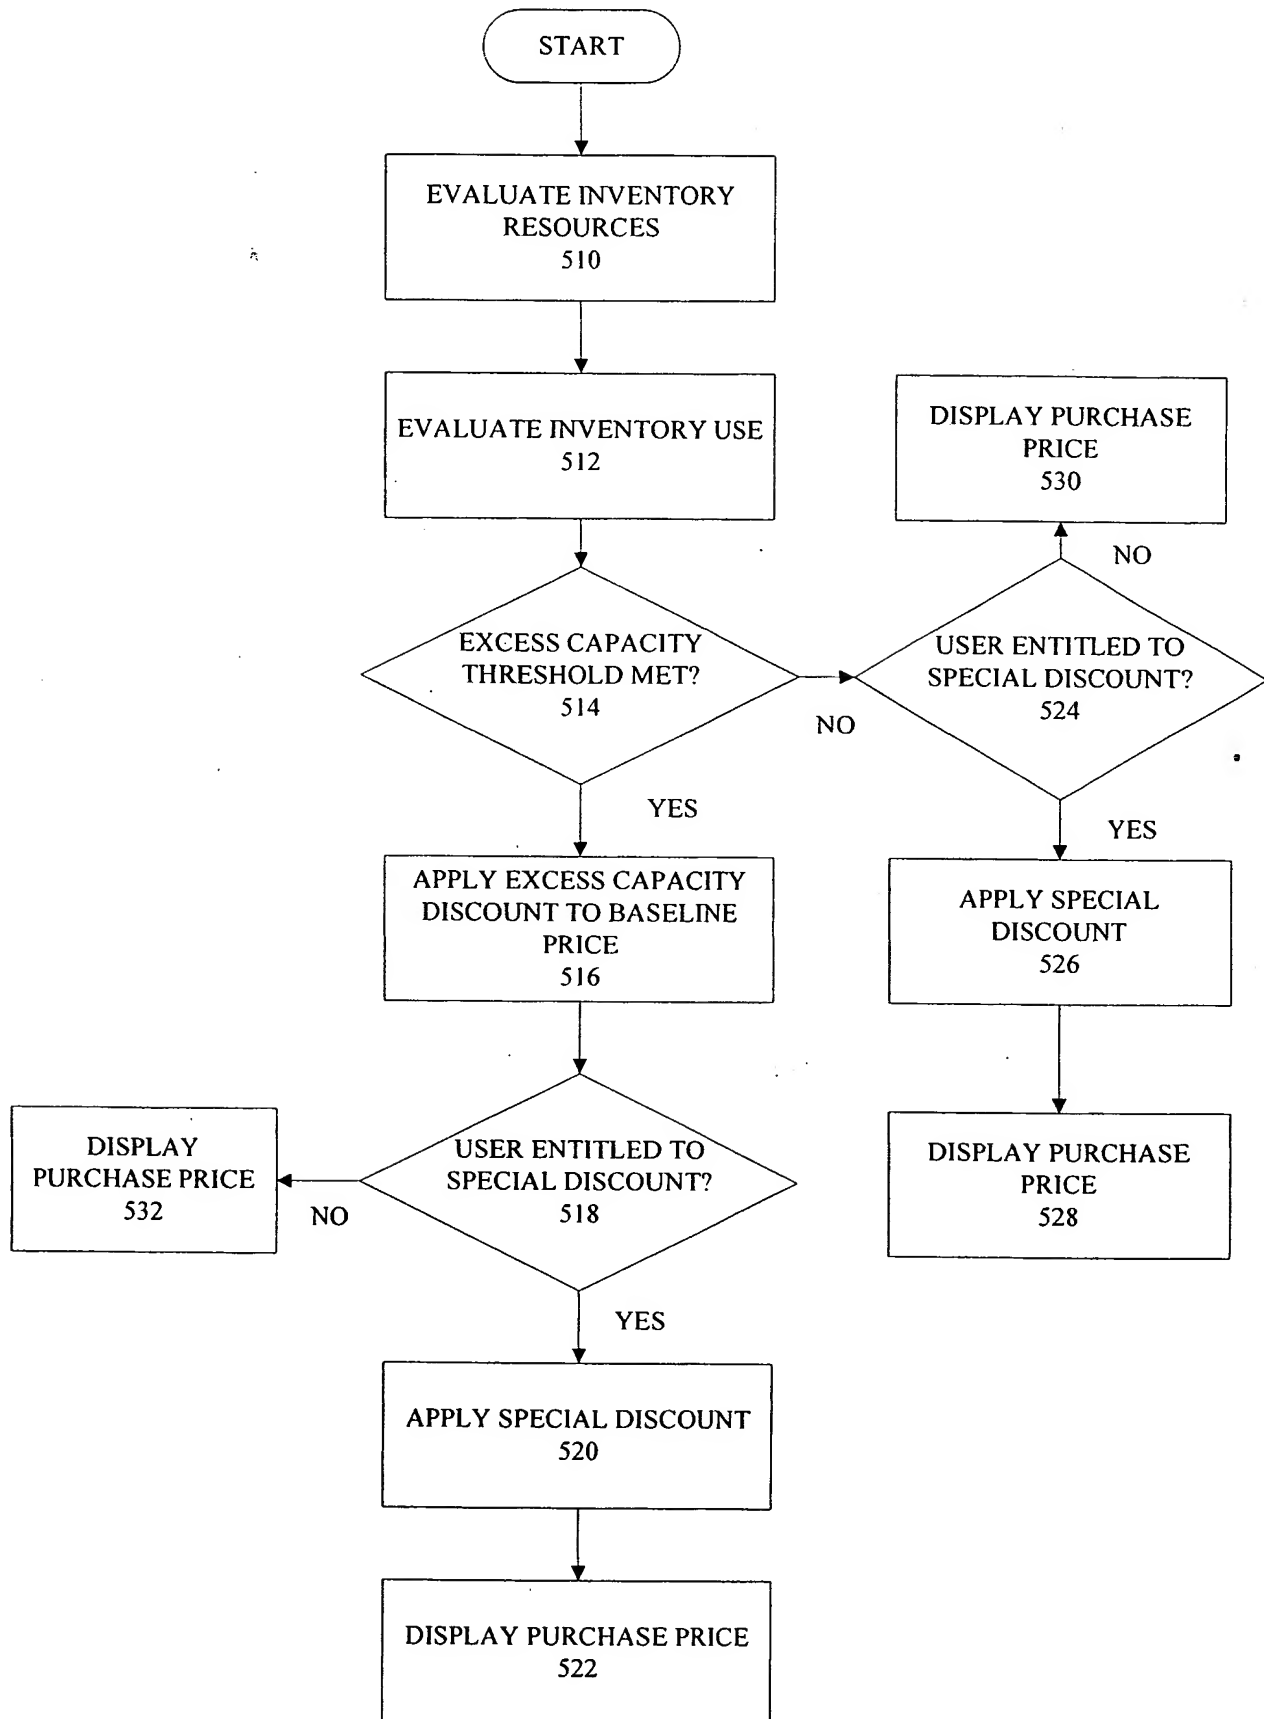 START
EVALUATE INVENTORY
RESOURCES
510
EVALUATE INVENTORY USE
512
DISPLAY PURCHASE
PRICE
530
NO
EXCESS CAPACITY
THRESHOLD MET?
514
NO
USER ENTITLED TO
SPECIAL DISCOUNT?
524
YES
YES
APPLY EXCESS CAPACITY
DISCOUNT TO BASELINE
PRICE
516
APPLY SPECIAL
DISCOUNT
526
DISPLAY
PURCHASE PRICE
532
NO
USER ENTITLED TO
SPECIAL DISCOUNT?
518
DISPLAY PURCHASE
PRICE
528
YES
APPLY SPECIAL DISCOUNT
520
DISPLAY PURCHASE PRICE
522